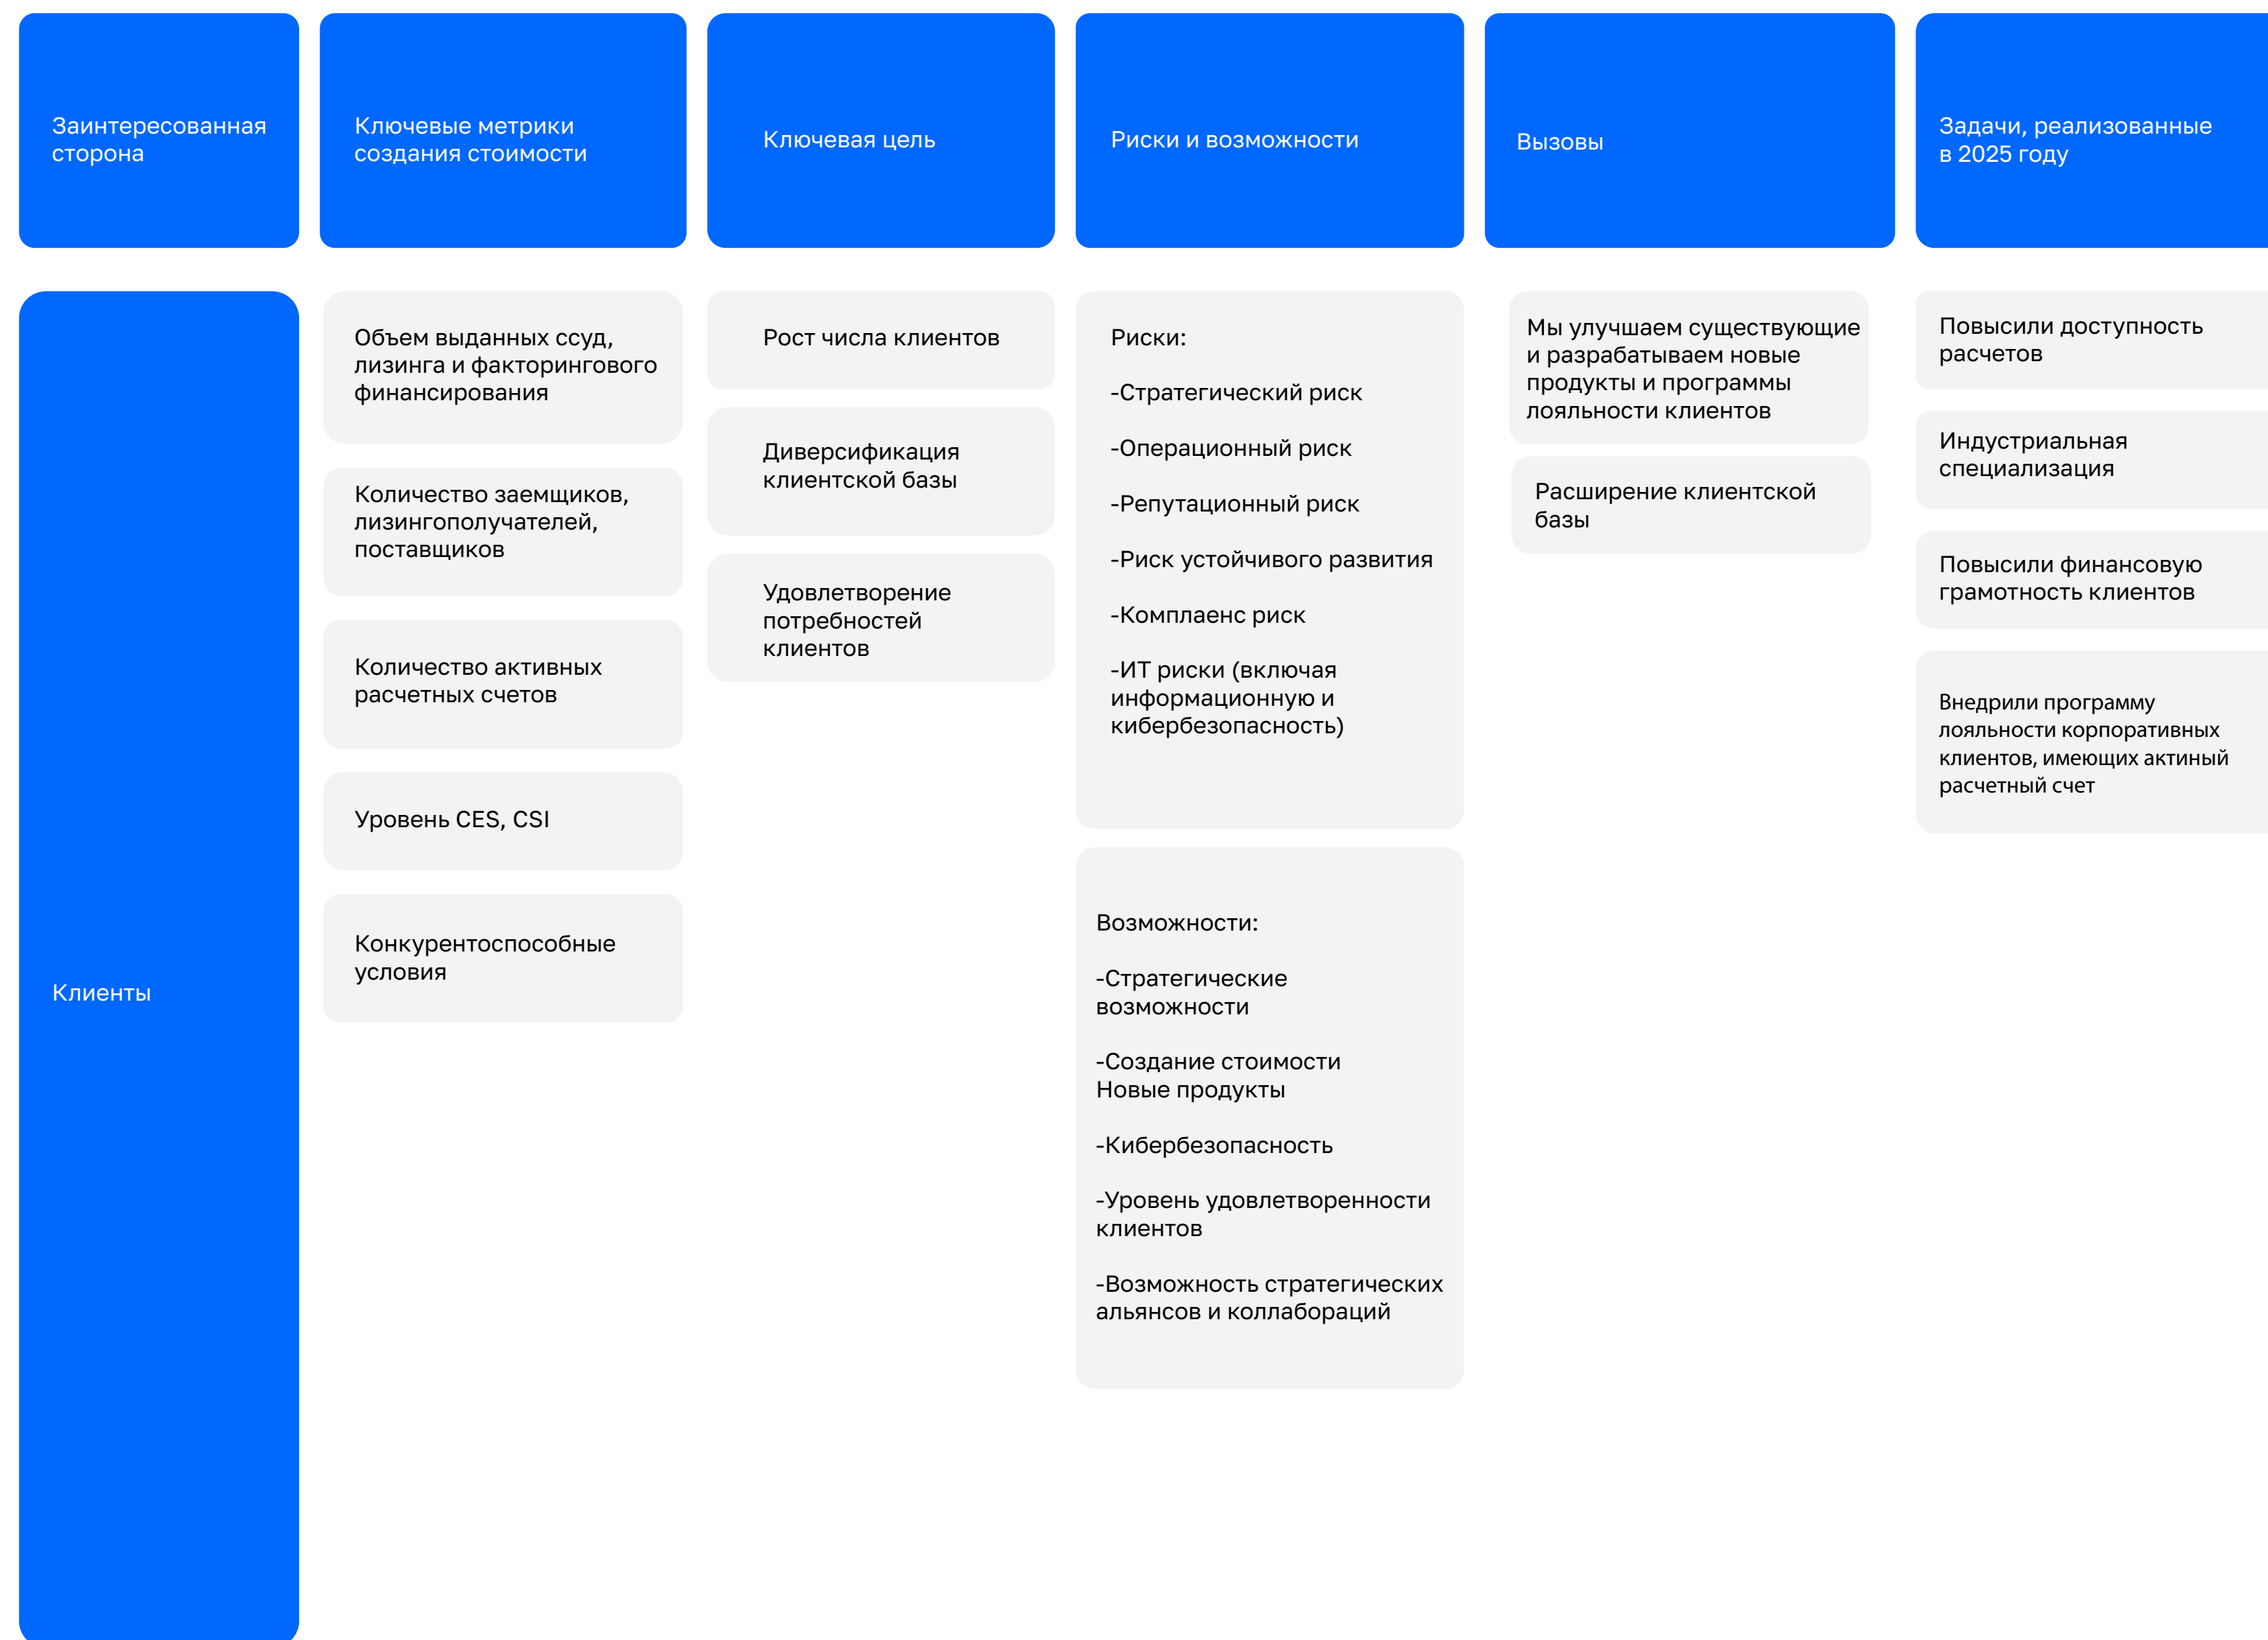 Заинтересованная
сторона
Ключевые метрики
создания стоимости
Ключевая цель
Риски и возможности
Вызовы
Задачи, реализованные
в 2025 году
Клиенты
Объем выданных ссуд,
лизинга и факторингового
финансирования
Количество заемщиков,
лизингополучателей,
поставщиков
Количество активных
расчетных счетов
Уровень CES, CSI
Конкурентоспособные
условия
Рост числа клиентов
Диверсификация
клиентской базы
Удовлетворение
потребностей
клиентов
Риски:
-Стратегический риск
-Операционный риск
-Репутационный риск
-Риск устойчивого развития
-Комплаенс риск
-ИТ риски (включая
информационную и
кибербезопасность)
Возможности:
-Стратегические
возможности
-Создание стоимости
Новые продукты
-Кибербезопасность
-Уровень удовлетворенности
клиентов
-Возможность стратегических
альянсов и коллабораций
Мы улучшаем существующие
и разрабатываем новые
продукты и программы
лояльности клиентов
Расширение клиентской
базы
Повысили доступность
расчетов
Индустриальная
специализация
Повысили финансовую
грамотность клиентов
Внедрили программу
лояльности корпоративных
клиентов, имеющих актиный
расчетный счет